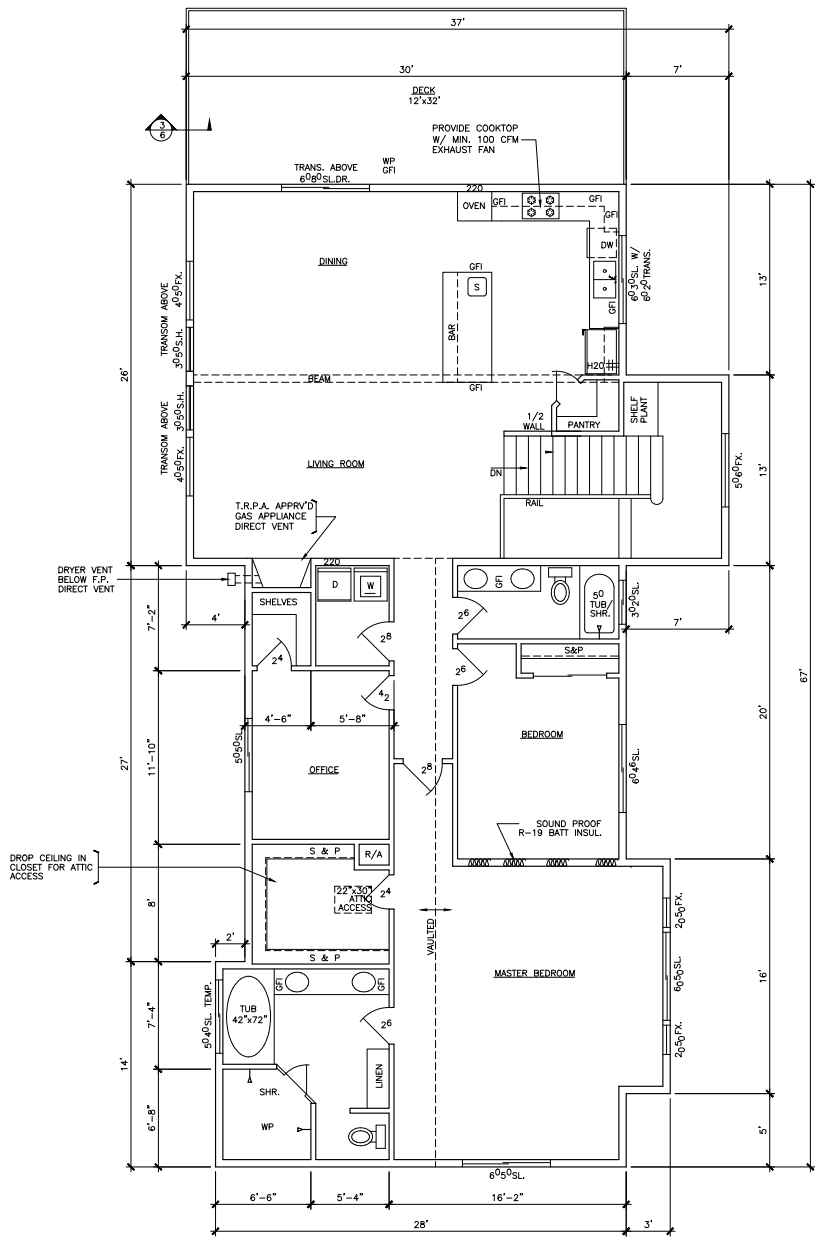 37'
30'
7'
DECK
12'x32'
3
6
PROVIDE COOKTOP
W/ MIN. 100 CFM
EXHAUST FAN
WP
GFI
TRANS. ABOVE
6080SL.DR.
220
OVEN
GFI
GFI
GFI
DW
DINING
GFI
S
BAR
GFI
6030SL. W/
6020TRANS.
13'
TRANSOM ABOVE
4050FX.
3050S.H.
H20
26'
BEAM
GFI
TRANSOM ABOVE
3050S.H.
4050FX.
1/2
WALL
PANTRY
SHELF
PLANT
LIVING ROOM
DN
5060FX.
13'
RAIL
T.R.P.A. APPRV'D
GAS APPLIANCE
DIRECT VENT
DRYER VENT
BELOW F.P.
DIRECT VENT
220
D
W
GFI
50
TUB/
SHR.
3020SL.
SHELVES
7'-2"
4'
7'
26
28
24
26
S&P
67'
42
4'-6"
5'-8"
5050SL.
BEDROOM
20'
27'
11'-10"
OFFICE
28
6046SL.
SOUND PROOF
R-19 BATT INSUL.
DROP CEILING IN
CLOSET FOR ATTIC
ACCESS
S & P
R/A
22"x30"
ATTIC
ACCESS
24
8'
2050FX.
VAULTED
2'
S & P
MASTER BEDROOM
6050SL.
16'
GFI
GFI
TUB
42"x72"
5040SL. TEMP.
7'-4"
26
2050FX.
14'
LINEN
SHR.
WP
6'-8"
5'
6050SL.
6'-6"
5'-4"
16'-2"
28'
3'